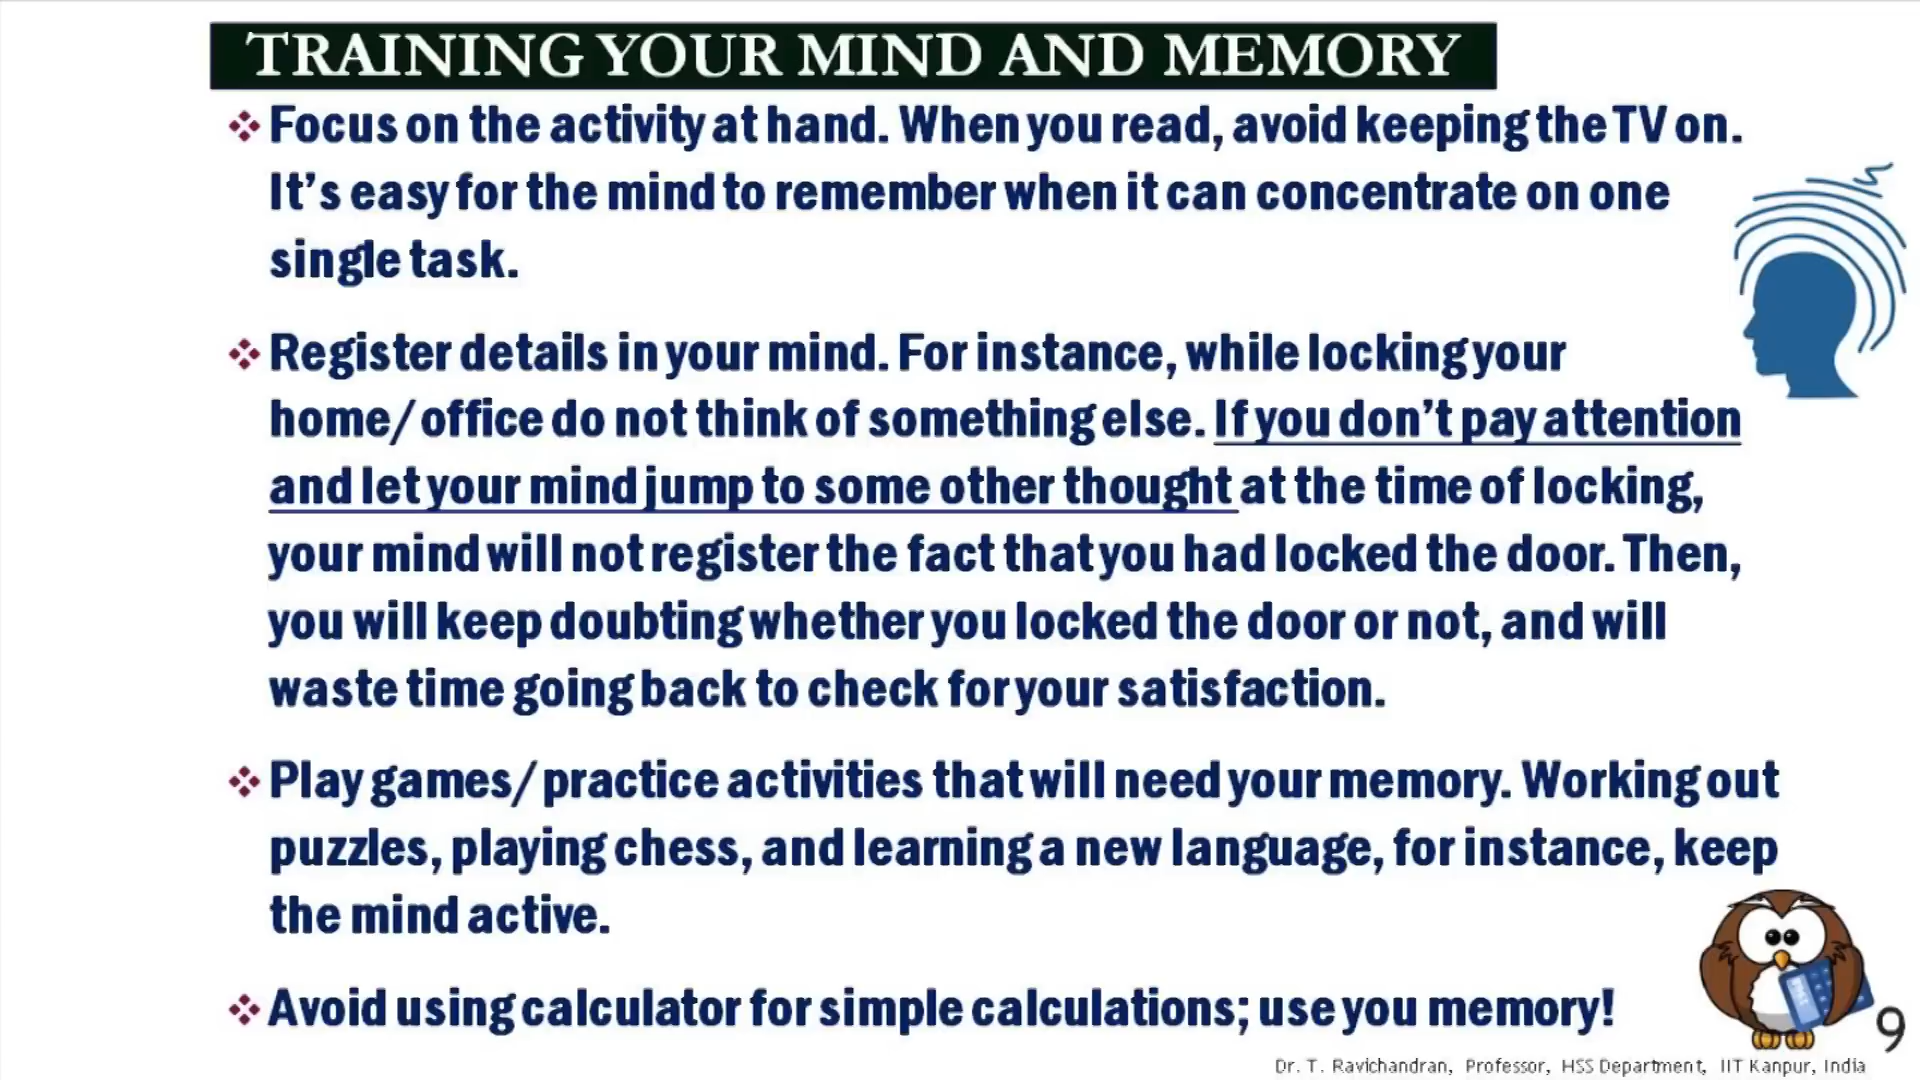 TRAINING YOUR MIND AND MEMORY
❖ Focus on the activity at hand. When you read, avoid keeping the TV on.
It's easy for the mind to remember when it can concentrate on one
single task.
❖ Register details in your mind. For instance, while locking your
home/ office do not think of something else. If you don't pay attention
and let your mind jump to some other thought at the time of locking,
your mind will not register the fact that you had locked the door. Then,
you will keep doubting whether you locked the door or not, and will
waste time going back to check for your satisfaction.
❖ Play games/ practice activities that will need your memory. Working out
puzzles, playing chess, and learning a new language, for instance, keep
the mind active.
❖ Avoid using calculator for simple calculations; use you memory!
9
Dr. T. Ravichandran, Professor, HSS Department, IIT Kanpur, India